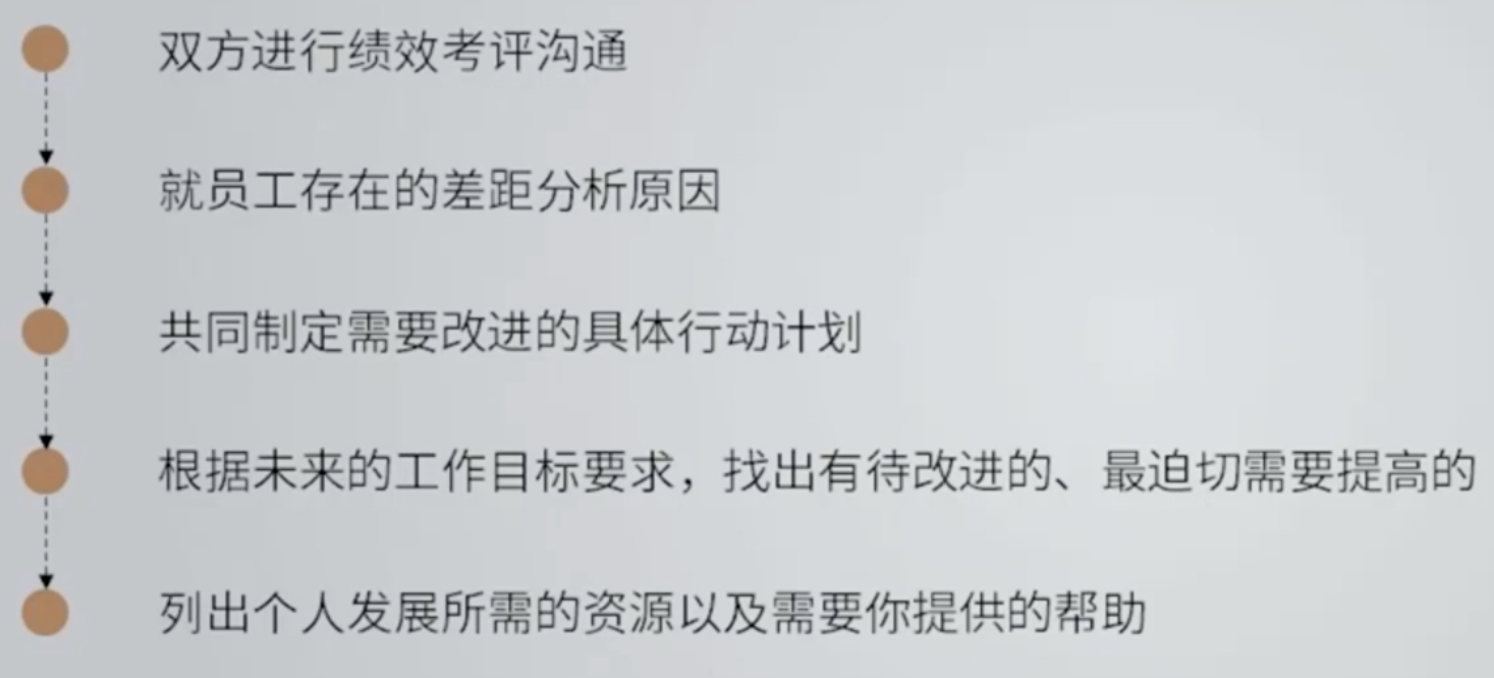 双方进行绩效考评沟通
就员工存在的差距分析原因
共同制定需要改进的具体行动计划
根据未来的工作目标要求，找出有待改进的、最迫切需要提高的
列出个人发展所需的资源以及需要你提供的帮助